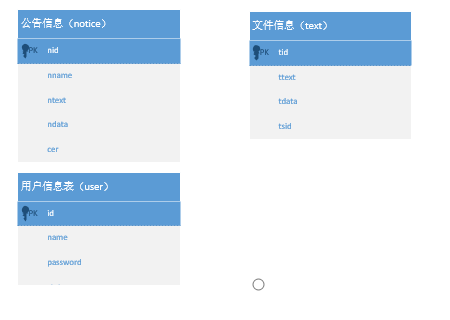 公告信息（notice）
PK nid
nname
ntext
ndata
cer
文件信息（text）
PK tid
ttext
tdata
tsid
用户信息表（user）
PK id
name
password